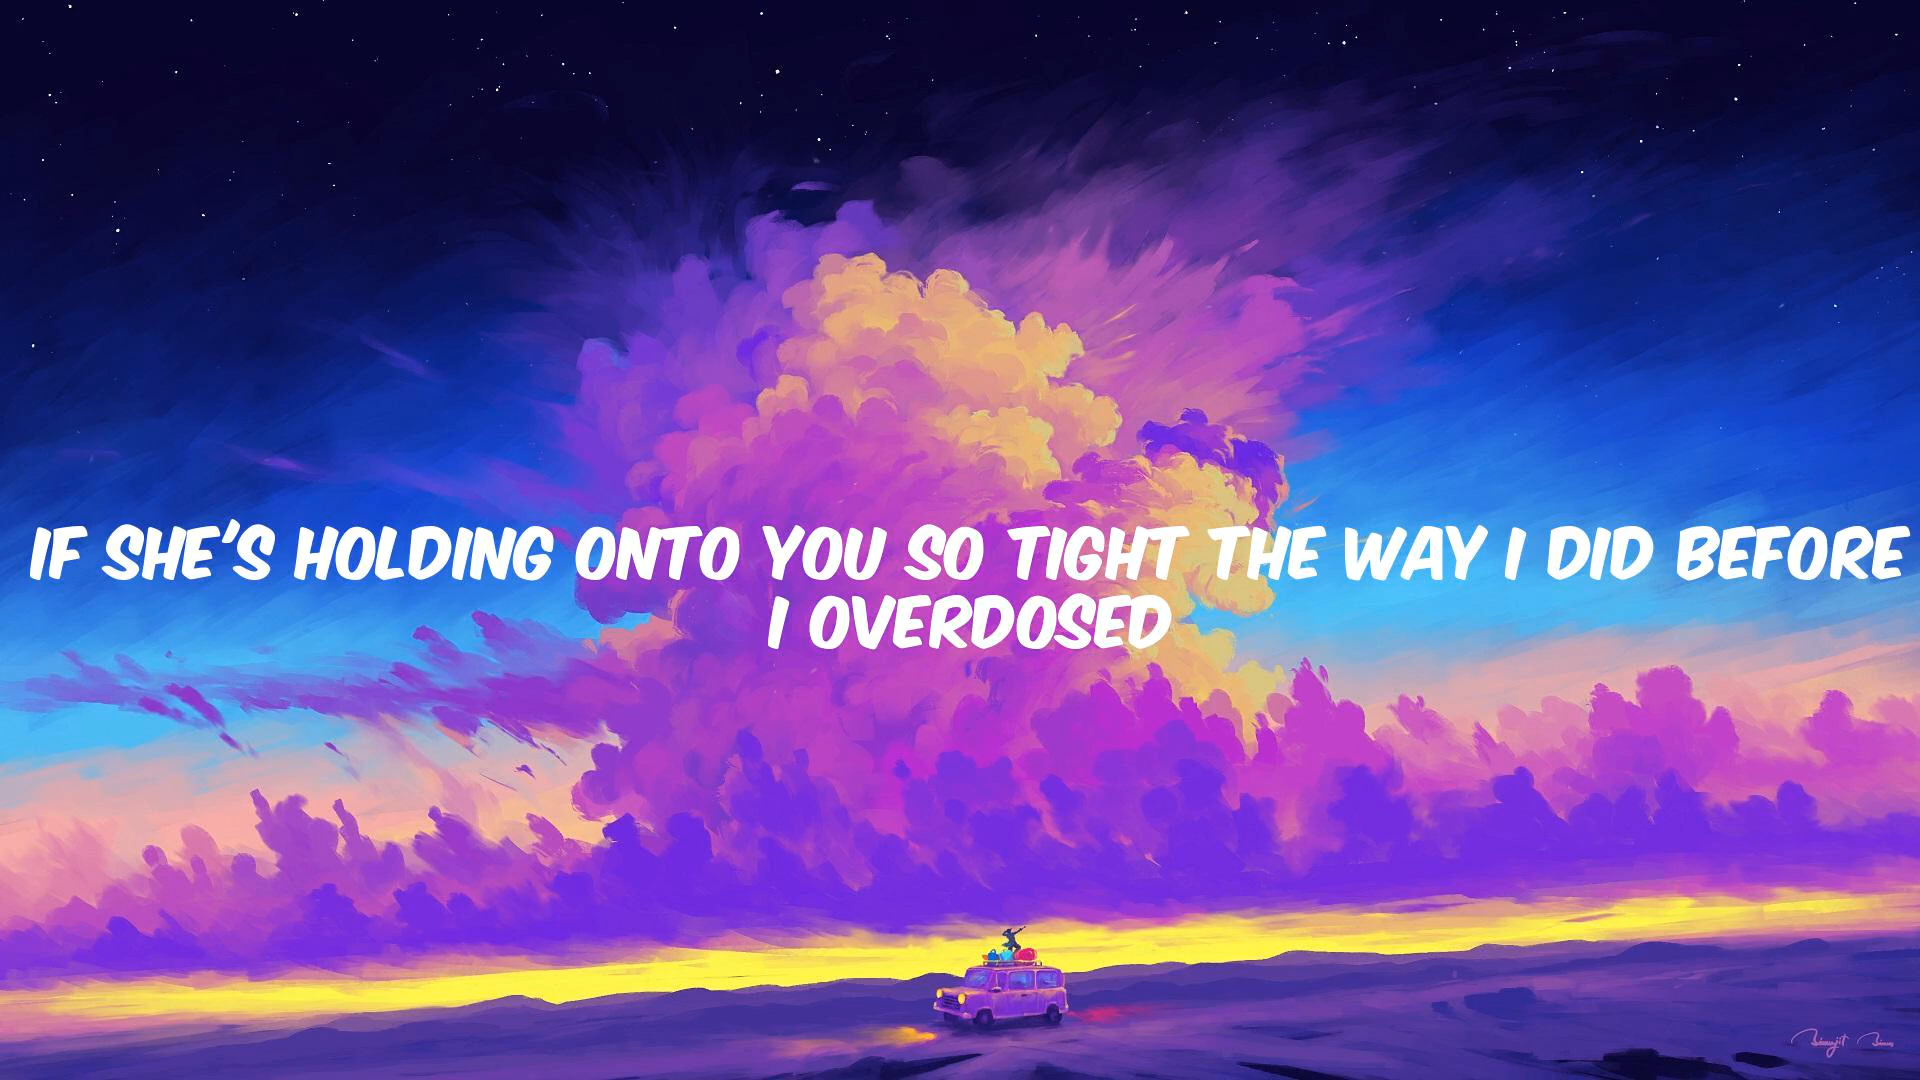 IF SHE'S HOLDING ONTO YOU SO TIGHT THE WAY I DID BEFORE
I OVERDOSED